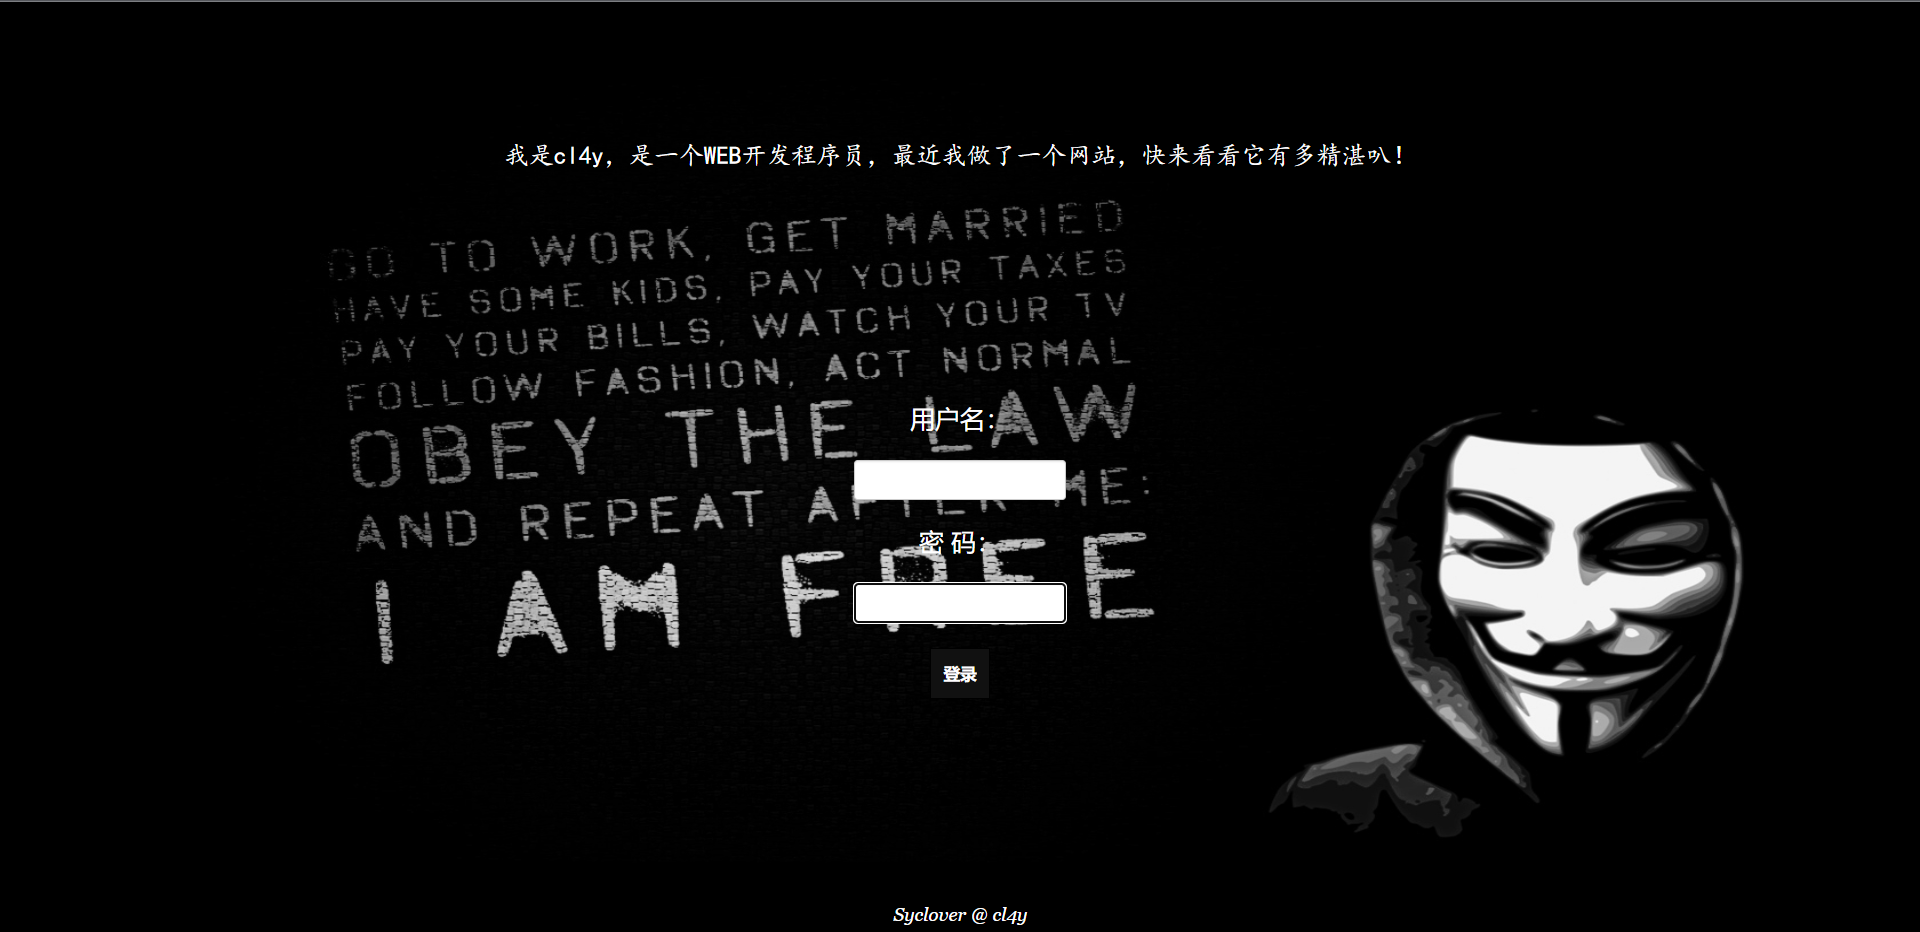 我是cl4y，是一个WEB开发程序员，最近我做了一个网站，快来看看它有多精湛叭！
GO TO WORK, GET MARRIED
HAVE SOME KIDS, PAY YOUR TAXES
PAY YOUR BILLS, WATCH YOUR TV
FOLLOW FASHION, ACT NORMAL
OBEY THE LAW
AND REPEAT AFTER ME:
I AM FREE
用户名：
密 码：
登录
Syclover @ cl4y